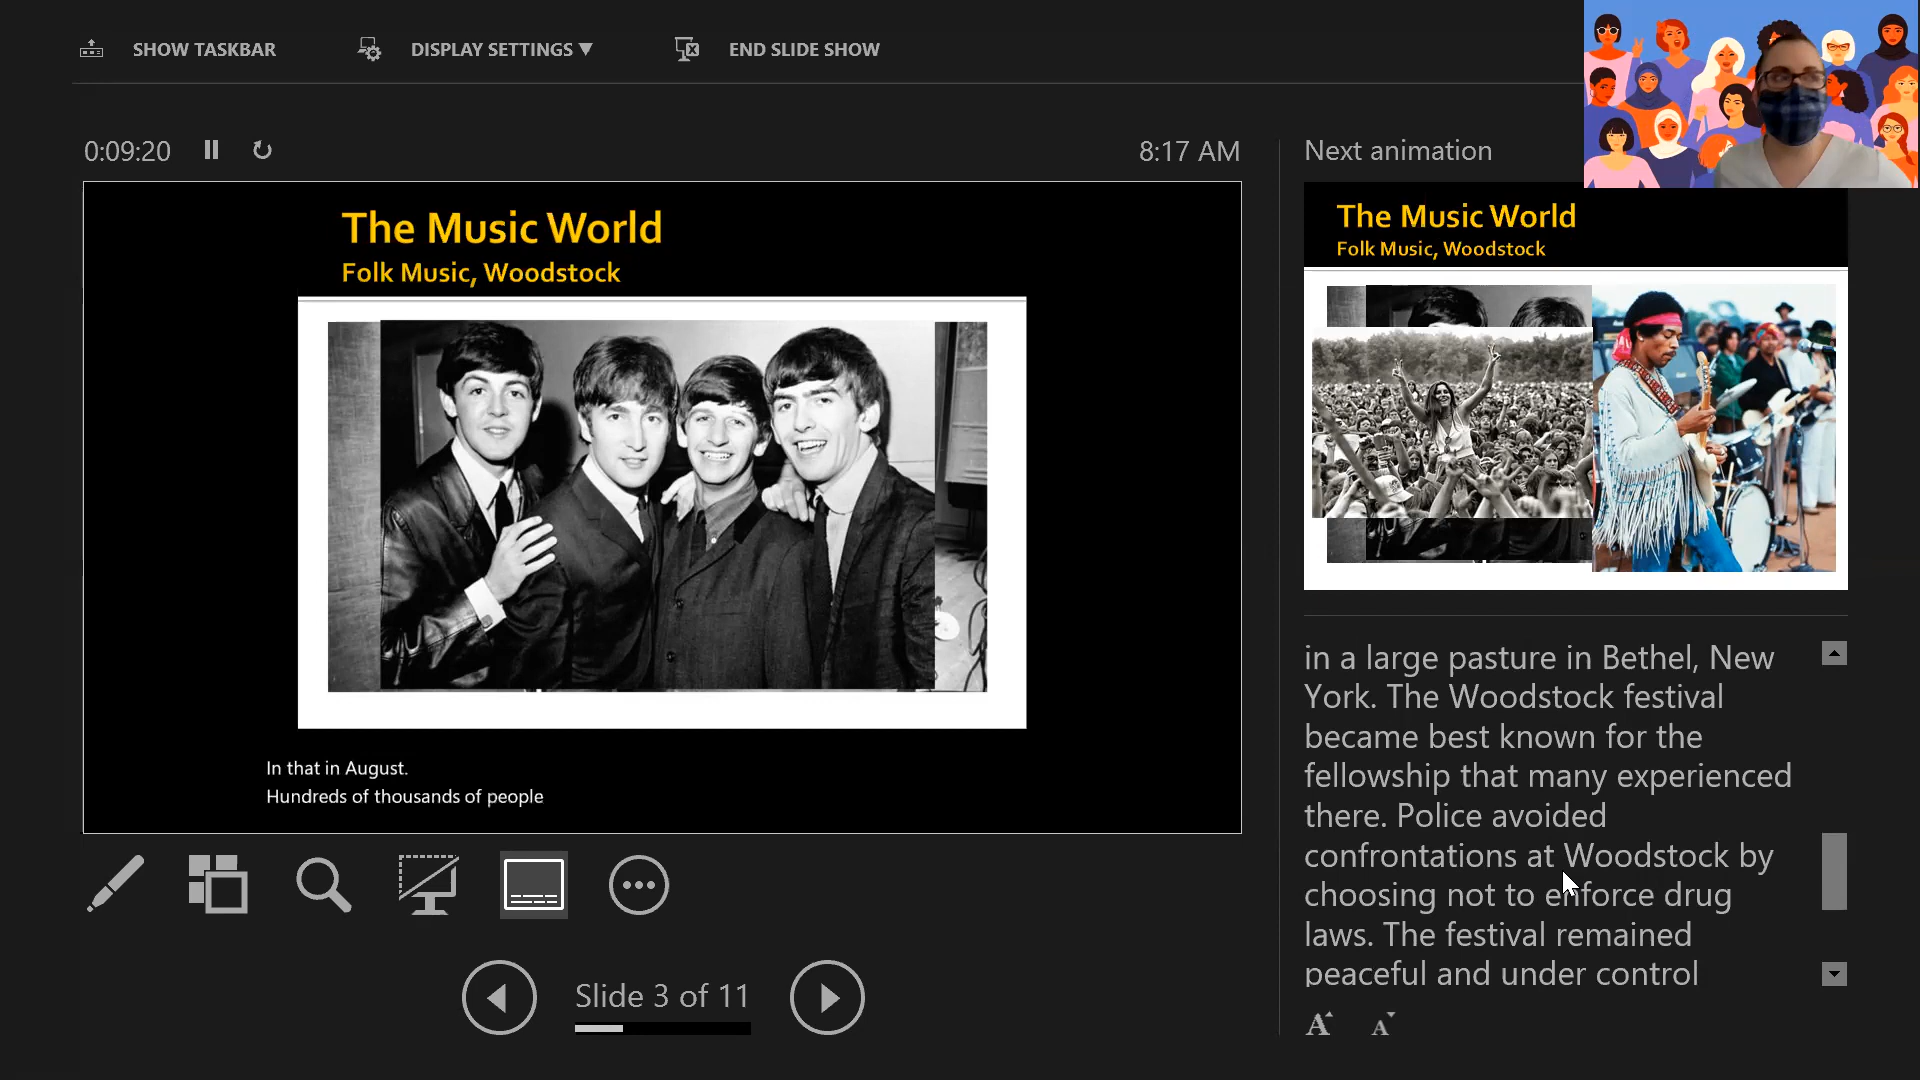 SHOW TASKBAR
DISPLAY SETTINGS ▼
END SLIDE SHOW
0:09:20
8:17 AM
The Music World
Folk Music, Woodstock
In that in August.
Hundreds of thousands of people
Slide 3 of 11
Next animation
The Music World
Folk Music, Woodstock
in a large pasture in Bethel, New
York. The Woodstock festival
became best known for the
fellowship that many experienced
there. Police avoided
confrontations at Woodstock by
choosing not to enforce drug
laws. The festival remained
peaceful and under control
A
A